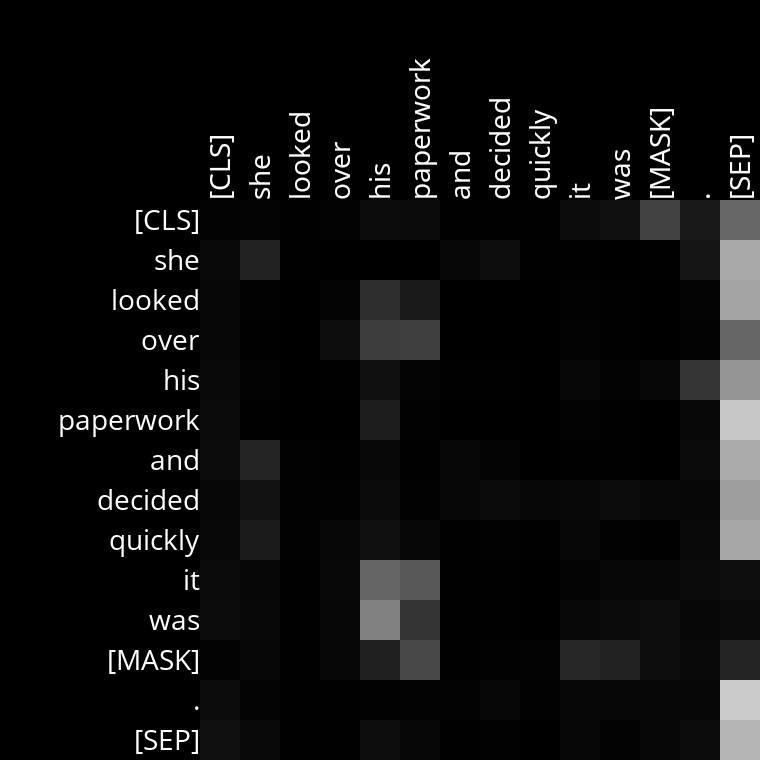 [CLS] she looked over his paperwork and decided quickly it was [MASK] . [SEP]
[CLS]
she
looked
over
his
paperwork
and
decided
quickly
it
was
[MASK]
.
[SEP]